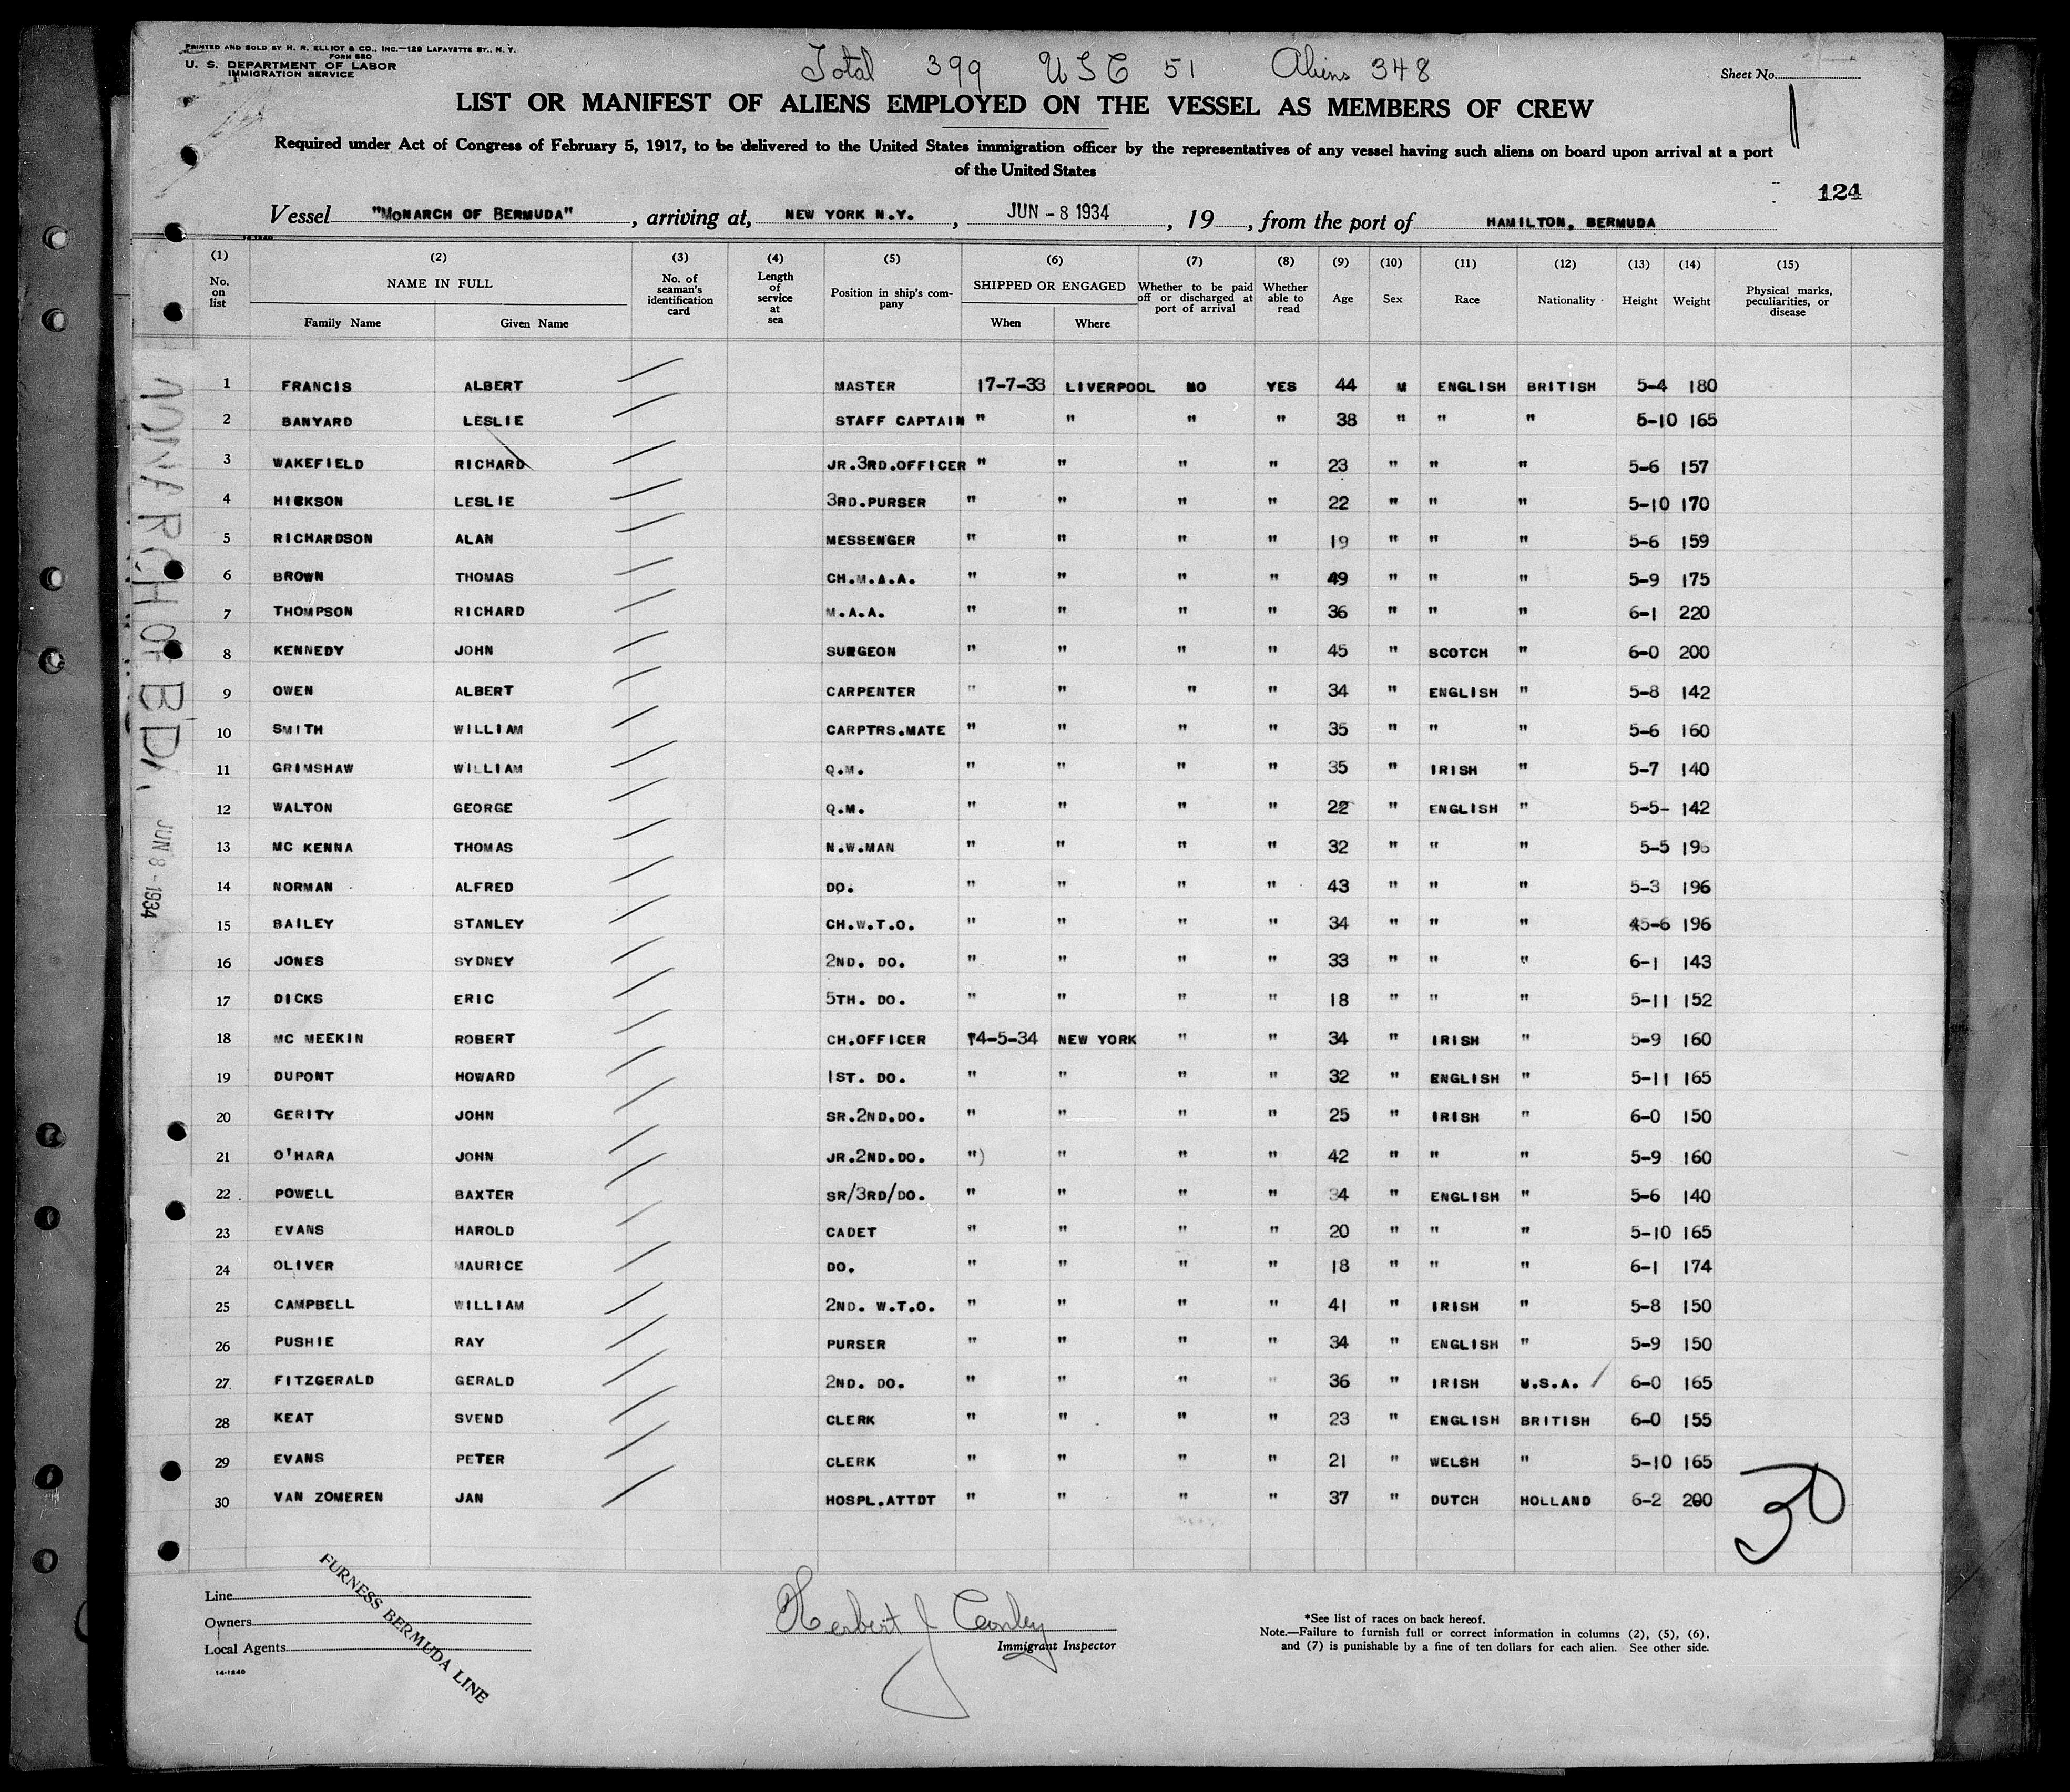 PRINTED AND SOLD BY H. R. ELLIOT & CO., INC.—129 LAFAYETTE ST., N. Y.
FORM 680
U. S. DEPARTMENT OF LABOR
IMMIGRATION SERVICE
Total 399 USC 51 Aliens 348
Sheet No.
1
LIST OR MANIFEST OF ALIENS EMPLOYED ON THE VESSEL AS MEMBERS OF CREW
Required under Act of Congress of February 5, 1917, to be delivered to the United States immigration officer by the representatives of any vessel having such aliens on board upon arrival at a port
of the United States
124
Vessel "MONARCH OF BERMUDA", arriving at, NEW YORK N.Y., JUN - 8 1934, 19, from the port of HAMILTON, BERMUDA
14-1240
(1) (2) (3) (4) (5) (6) (7) (8) (9) (10) (11) (12) (13) (14) (15)
No. on list NAME IN FULL Family Name Given Name No. of seaman's identification card Length of service at sea Position in ship's company SHIPPED OR ENGAGED When Where Whether to be paid off or discharged at port of arrival Whether able to read Age Sex Race Nationality Height Weight Physical marks, peculiarities, or disease
1 FRANCIS ALBERT MASTER 17-7-33 LIVERPOOL NO YES 44 M ENGLISH BRITISH 5-4 180
2 BANYARD LESLIE STAFF CAPTAIN " " " " 38 " " " 6-10 165
3 WAKEFIELD RICHARD JR.3RD.OFFICER " " " " 23 " " " 5-6 157
4 HICKSON LESLIE 3RD.PURSER " " " " 22 " " " 5-10 170
5 RICHARDSON ALAN MESSENGER " " " " 19 " " " 5-6 159
6 BROWN THOMAS CH.M.A.A. " " " " 49 " " " 5-9 175
7 THOMPSON RICHARD M.A.A. " " " " 36 " " " 6-1 220
8 KENNEDY JOHN SURGEON " " " " 45 " SCOTCH " 6-0 200
9 OWEN ALBERT CARPENTER " " " " 34 " ENGLISH " 5-8 142
10 SMITH WILLIAM CARPTRS.MATE " " " " 35 " " " 5-6 160
11 GRIMSHAW WILLIAM Q.M. " " " " 35 " IRISH " 5-7 140
12 WALTON GEORGE Q.M. " " " " 22 " ENGLISH " 5-5- 142
13 MC KENNA THOMAS N.W.MAN " " " " 32 " " " 5-5 196
14 NORMAN ALFRED DO. " " " " 43 " " " 5-3 196
15 BAILEY STANLEY CH.W.T.O. " " " " 34 " " " 45-6 196
16 JONES SYDNEY 2ND. DO. " " " " 33 " " " 6-1 143
17 DICKS ERIC 5TH. DO. " " " " 18 " " " 5-11 152
18 MC MEEKIN ROBERT CH.OFFICER 4-5-34 NEW YORK " " 34 " IRISH " 5-9 160
19 DUPONT HOWARD 1ST. DO. " " " " 32 " ENGLISH " 5-11 165
20 GERITY JOHN SR.2ND.DO. " " " " 25 " IRISH " 6-0 150
21 O'HARA JOHN JR.2ND.DO. ") " " " 42 " " " 5-9 160
22 POWELL BAXTER SR/3RD/DO. " " " " 34 " ENGLISH " 5-6 140
23 EVANS HAROLD CADET " " " " 20 " " " 5-10 165
24 OLIVER MAURICE DO. " " " " 18 " " " 6-1 174
25 CAMPBELL WILLIAM 2ND. W.T.O. " " " " 41 " IRISH " 5-8 150
26 PUSHIE RAY PURSER " " " " 34 " ENGLISH " 5-9 150
27 FITZGERALD GERALD 2ND. DO. " " " " 36 " IRISH U.S.A. 6-0 165
28 KEAT SVEND CLERK " " " " 23 " ENGLISH BRITISH 6-0 155
29 EVANS PETER CLERK " " " " 21 " WELSH " 5-10 165
30 VAN ZOMEREN JAN HOSPL.ATTDT " " " " 37 " DUTCH HOLLAND 6-2 200
30
MONARCH OF BDA. JUN 8 - 1934
Line
Owners
Local Agents
14-1240
FURNESS BERMUDA LINE
Herbert J
Immigrant Inspector
*See list of races on back hereof.
Note.—Failure to furnish full or correct information in columns (2), (5), (6),
and (7) is punishable by a fine of ten dollars for each alien. See other side.